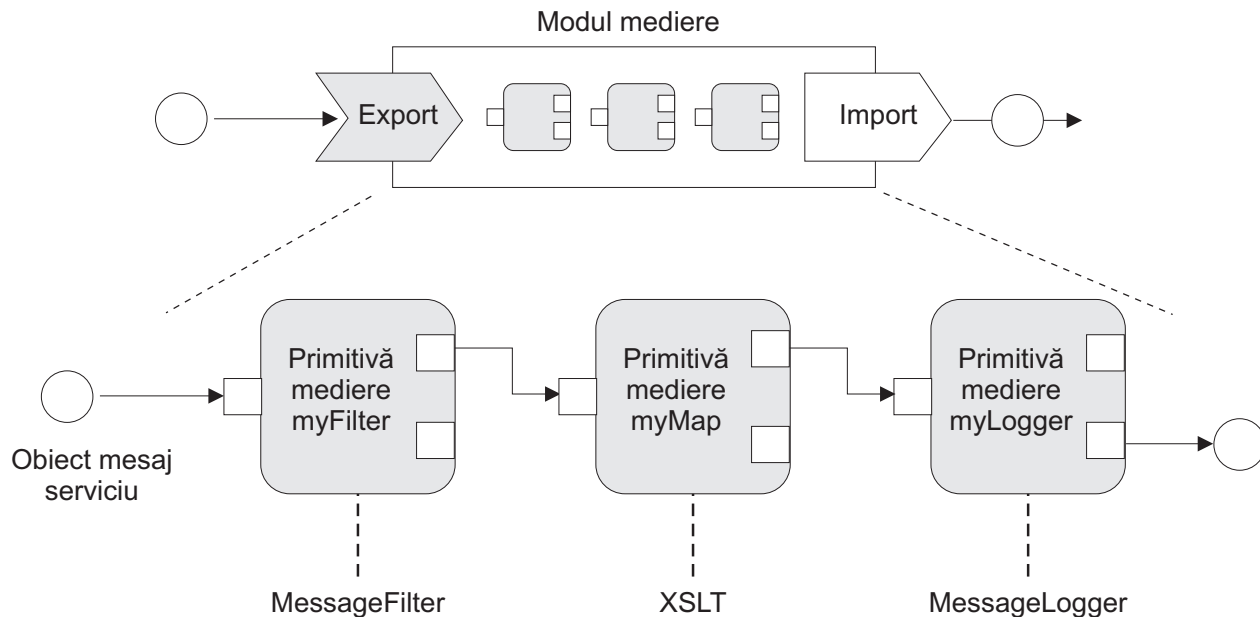 Modul mediere
Export
Import
Primitivă
mediere
myFilter
Primitivă
mediere
myMap
Primitivă
mediere
myLogger
Obiect mesaj
serviciu
MessageFilter
XSLT
MessageLogger